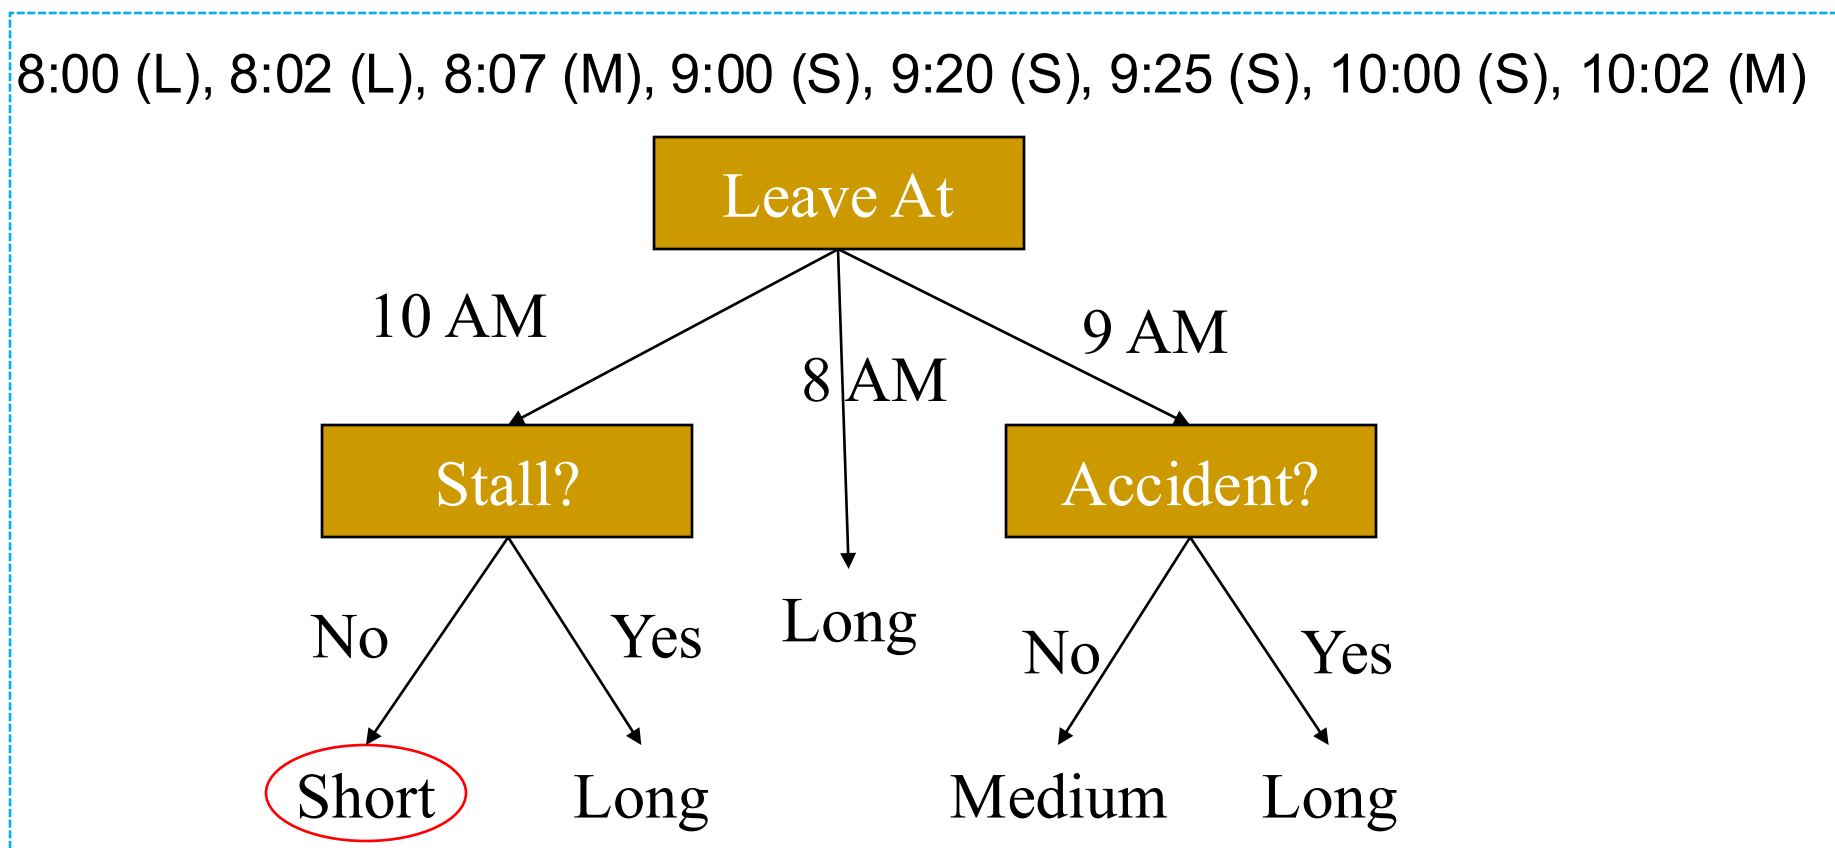 8:00 (L), 8:02 (L), 8:07 (M), 9:00 (S), 9:20 (S), 9:25 (S), 10:00 (S), 10:02 (M)
Leave At
10 AM
8 AM
9 AM
Stall?
Accident?
No
Yes
Long
No
Yes
Short
Long
Medium
Long